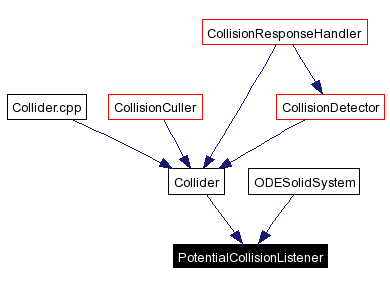 CollisionResponseHandler
Collider.cpp
CollisionCuller
CollisionDetector
Collider
ODESolidSystem
PotentialCollisionListener